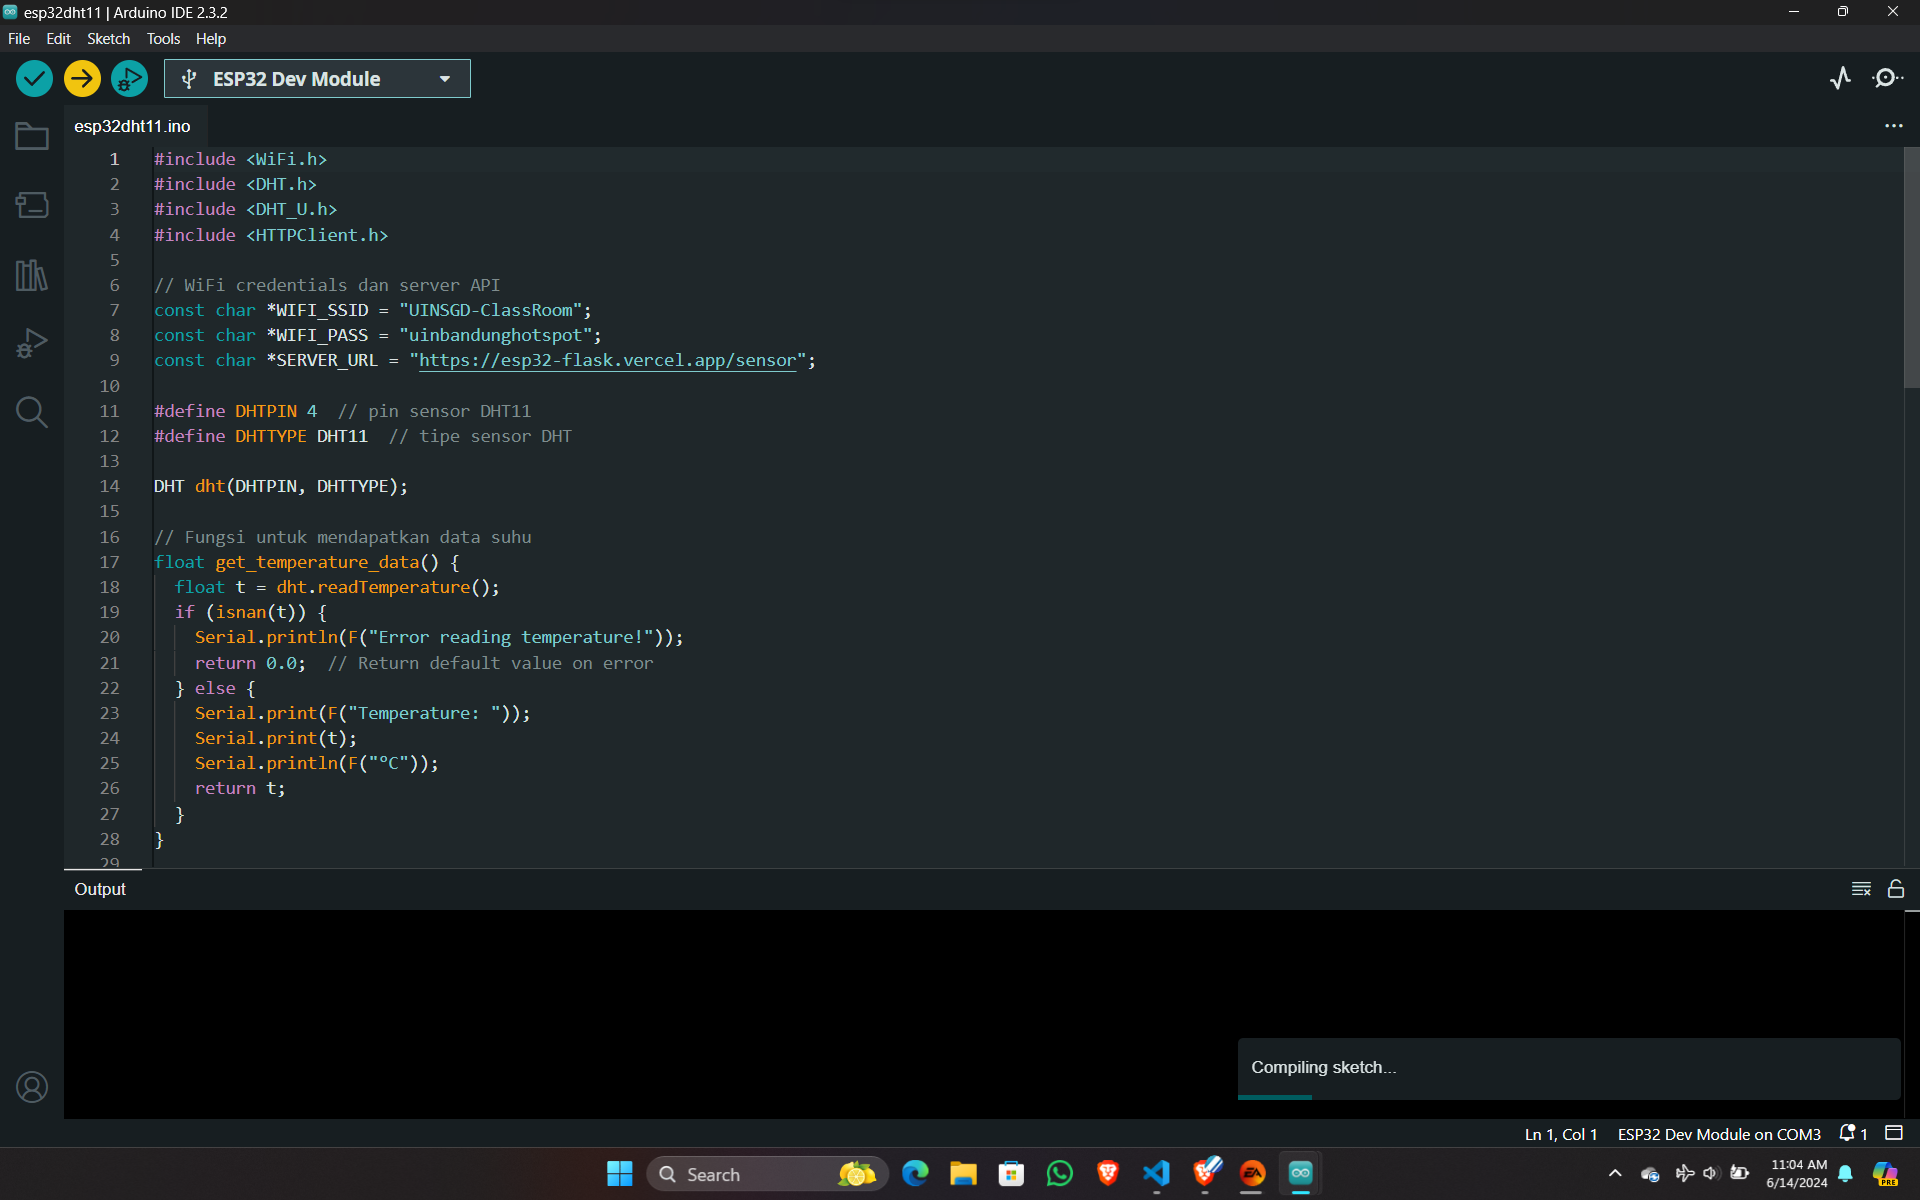 esp32dht11 | Arduino IDE 2.3.2
File Edit Sketch Tools Help
ESP32 Dev Module
esp32dht11.ino
1 #include <WiFi.h>
2 #include <DHT.h>
3 #include <DHT_U.h>
4 #include <HTTPClient.h>
5
6 // WiFi credentials dan server API
7 const char *WIFI_SSID = "UINSGD-ClassRoom";
8 const char *WIFI_PASS = "uinbandunghotspot";
9 const char *SERVER_URL = "https://esp32-flask.vercel.app/sensor";
10
11 #define DHTPIN 4 // pin sensor DHT11
12 #define DHTTYPE DHT11 // tipe sensor DHT
13
14 DHT dht(DHTPIN, DHTTYPE);
15
16 // Fungsi untuk mendapatkan data suhu
17 float get_temperature_data() {
18 float t = dht.readTemperature();
19 if (isnan(t)) {
20 Serial.println(F("Error reading temperature!"));
21 return 0.0; // Return default value on error
22 } else {
23 Serial.print(F("Temperature: "));
24 Serial.print(t);
25 Serial.println(F("°C"));
26 return t;
27 }
28 }
29
Output
Compiling sketch...
Ln 1, Col 1 ESP32 Dev Module on COM3 1
Search
11:04 AM
6/14/2024
PRE